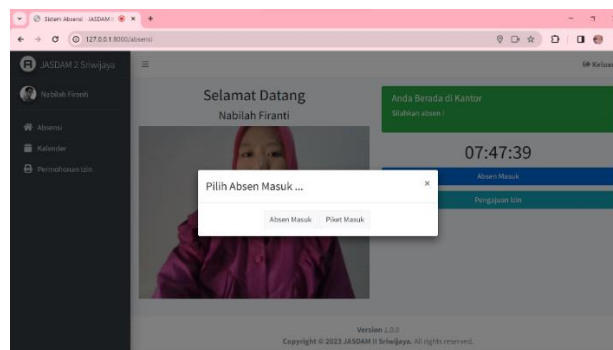 Sistem Absensi - JASDAM
127.0.0.1:8000/absensi
JASDAM 2 Sriwijaya
Keluar
Nabilah Firanti
Absensi
Kalender
Permohonan Izin
Selamat Datang
Nabilah Firanti
Anda Berada di Kantor
Silahkan absen !
07:47:39
Absen Masuk
Pengajuan Izin
Pilih Absen Masuk ...
×
Absen Masuk Piket Masuk
Version 1.0.0
Copyright © 2023 JASDAM II Sriwijaya. All rights reserved.